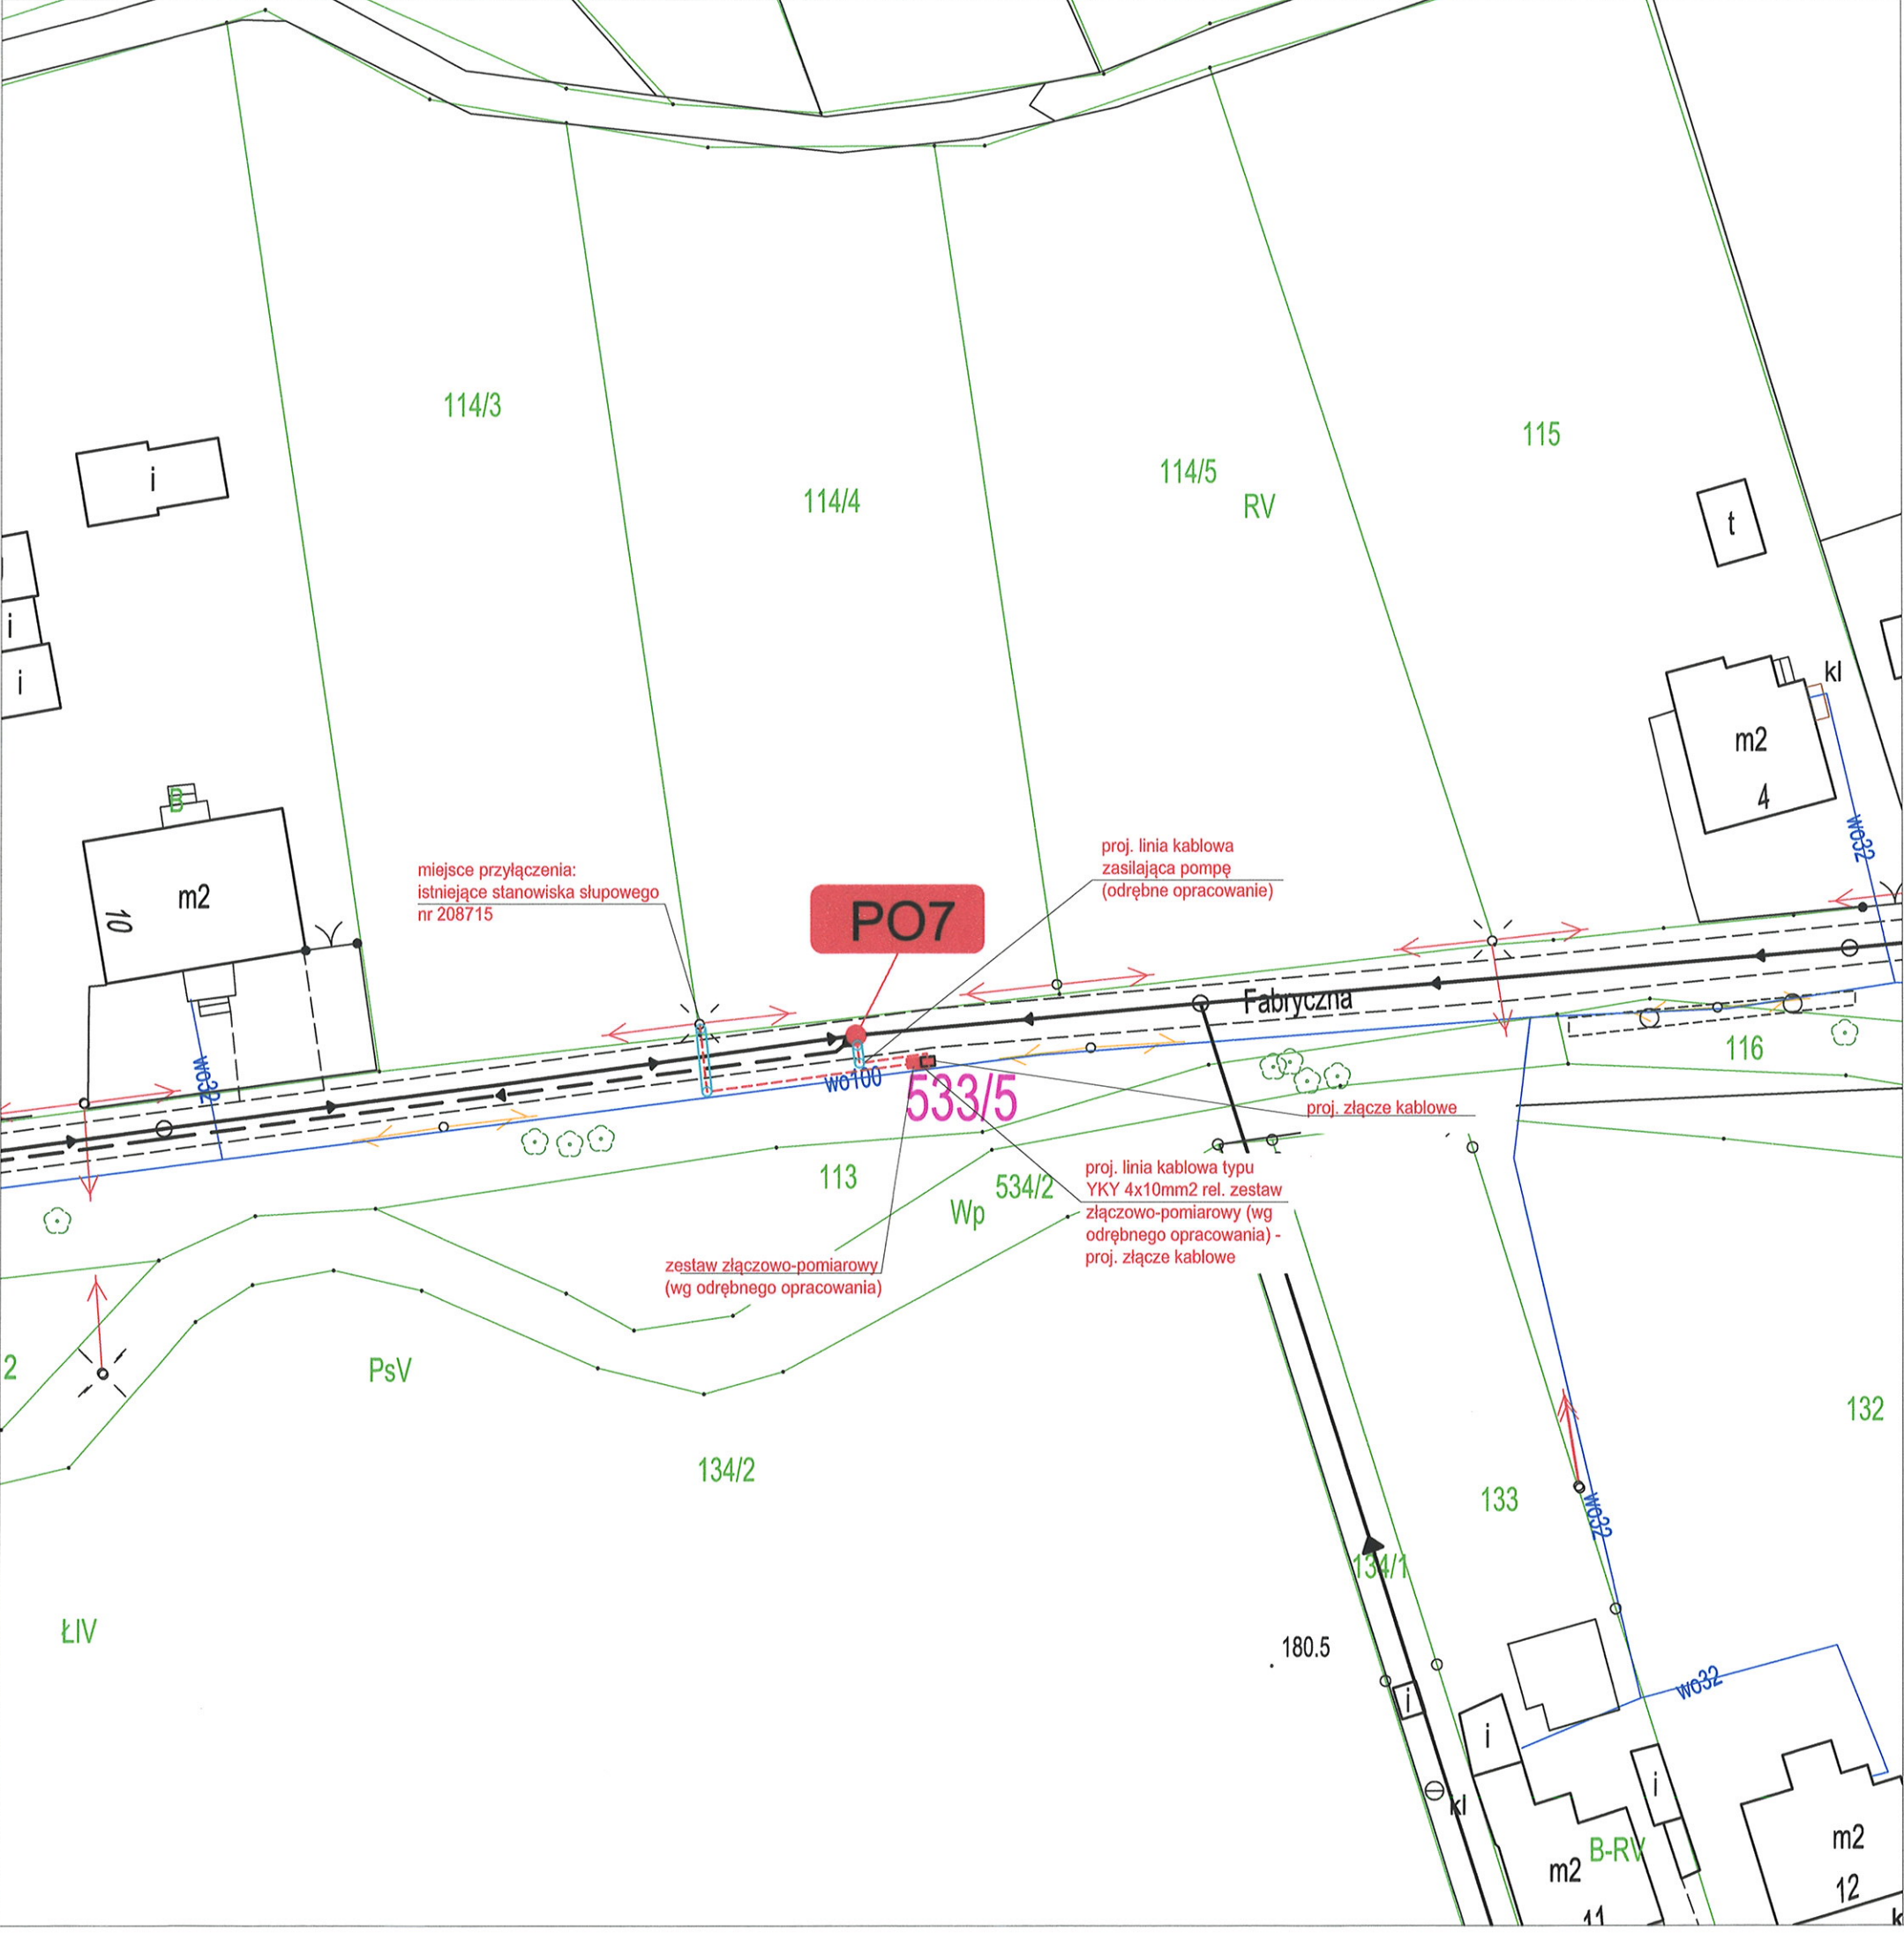 114/3
115
i
114/5
114/4
RV
t
i
i
kl
m2
4
B
wo32
proj. linia kablowa
zasilająca pompę
(odrębne opracowanie)
miejsce przyłączenia:
istniejące stanowiska słupowego
nr 208715
m2
10
PO7
Fabryczna
116
wo32
wo100
533/5
proj. złącze kablowe
113
534/2
Wp
proj. linia kablowa typu
YKY 4x10mm2 rel. zestaw
złączowo-pomiarowy (wg
odrębnego opracowania) -
proj. złącze kablowe
zestaw złączowo-pomiarowy
(wg odrębnego opracowania)
2
PsV
132
134/2
133
wo32
134/1
ŁIV
180.5
wo32
i
i
i
kl
m2
B-RV
m2
12
11